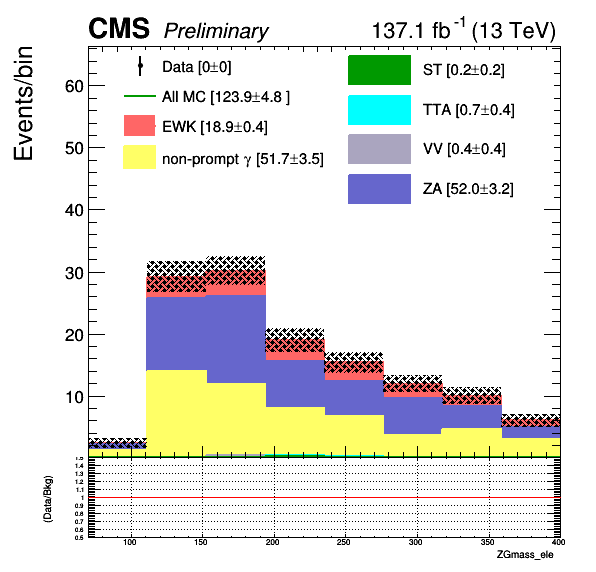 CMS Preliminary 137.1 fb⁻¹ (13 TeV)
Events/bin
Data [0±0]
All MC [123.9±4.8 ]
EWK [18.9±0.4]
non-prompt γ [51.7±3.5]
ST [0.2±0.2]
TTA [0.7±0.4]
VV [0.4±0.4]
ZA [52.0±3.2]
60
50
40
30
20
10
(Data/Bkg)
1.5
1.4
1.3
1.2
1.1
1
0.9
0.8
0.7
0.6
0.5
100 150 200 250 300 350 400
ZGmass_ele